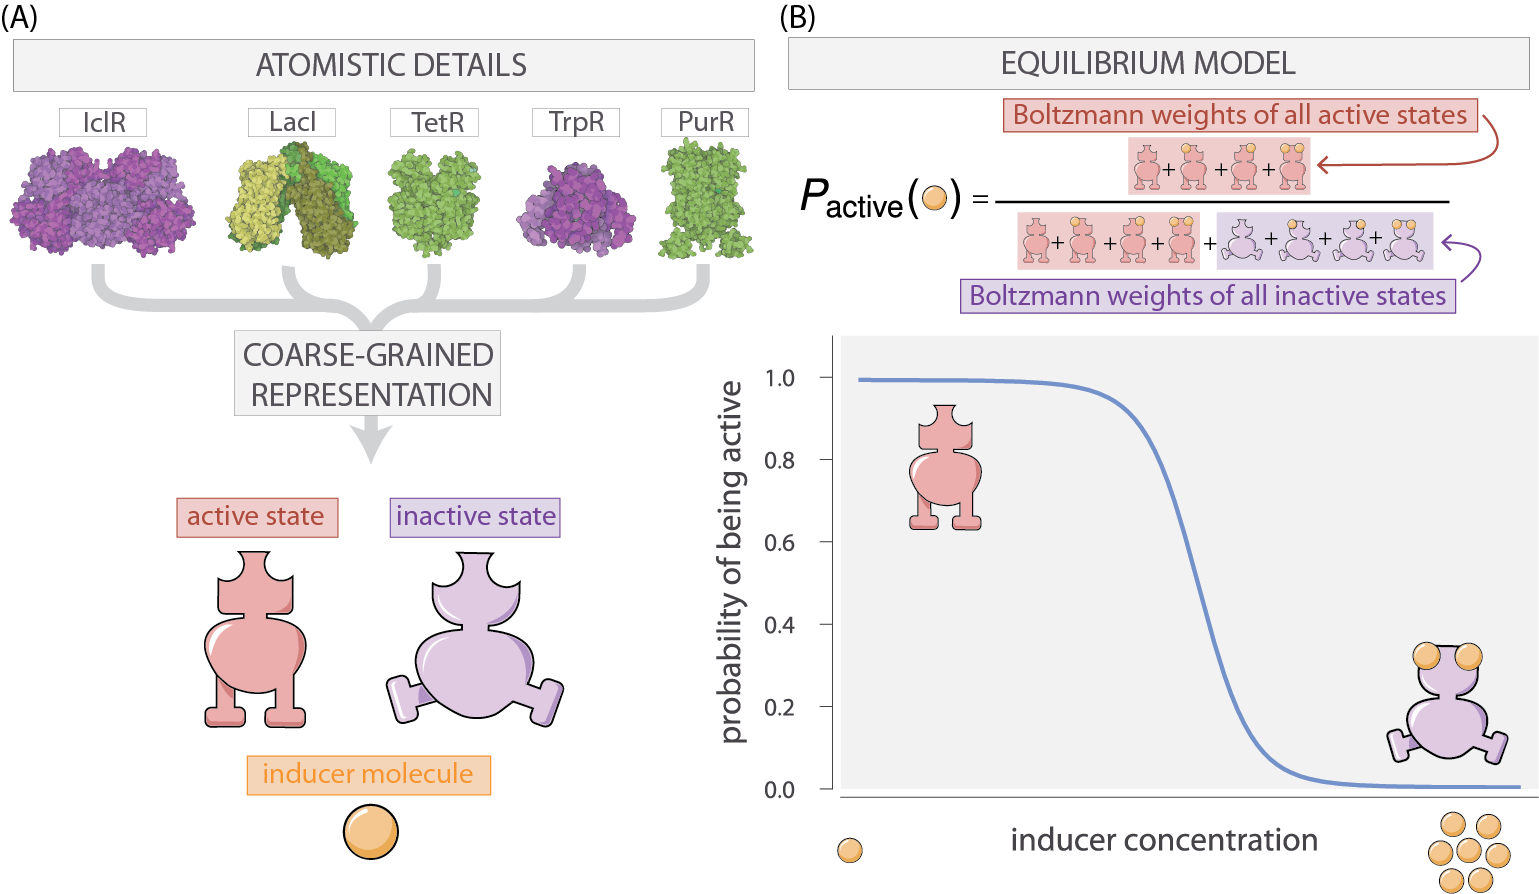 (A)
ATOMISTIC DETAILS
IclR
LacI
TetR
TrpR
PurR
COARSE-GRAINED
REPRESENTATION
active state
inactive state
inducer molecule
(B)
EQUILIBRIUM MODEL
Boltzmann weights of all active states
+ + +
Pactive( ) =
+ + + + + + +
Boltzmann weights of all inactive states
probability of being active
1.0
0.8
0.6
0.4
0.2
0.0
inducer concentration